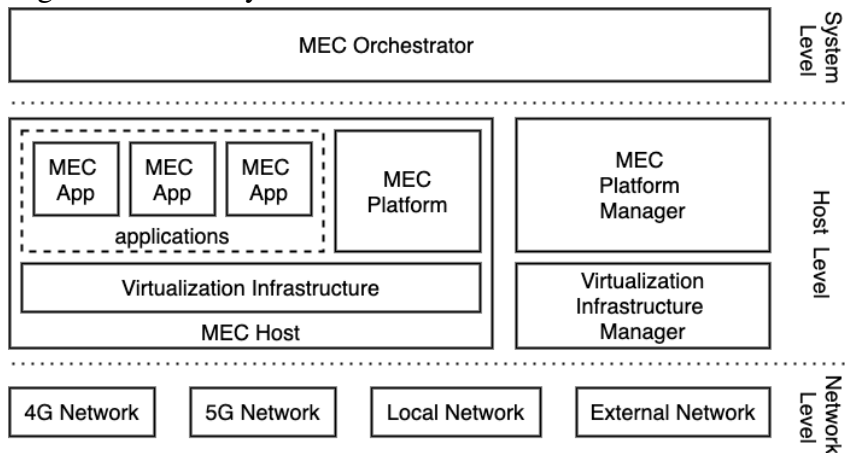 MEC Orchestrator
System
Level
MEC
App
MEC
App
MEC
App
applications
MEC
Platform
Virtualization Infrastructure
MEC Host
MEC
Platform
Manager
Virtualization
Infrastructure
Manager
Host Level
4G Network
5G Network
Local Network
External Network
Network
Level